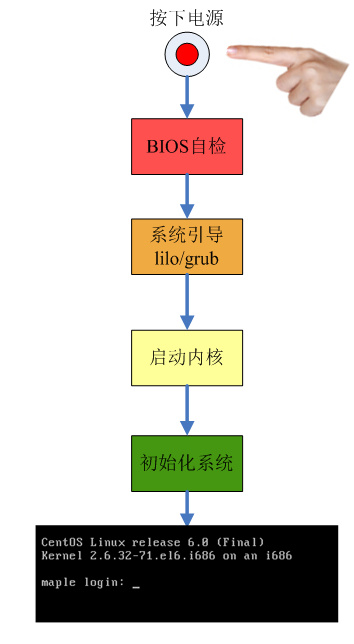 按下电源
BIOS自检
系统引导
lilo/grub
启动内核
初始化系统
CentOS Linux release 6.0 (Final)
Kernel 2.6.32-71.el6.i686 on an i686
maple login: _